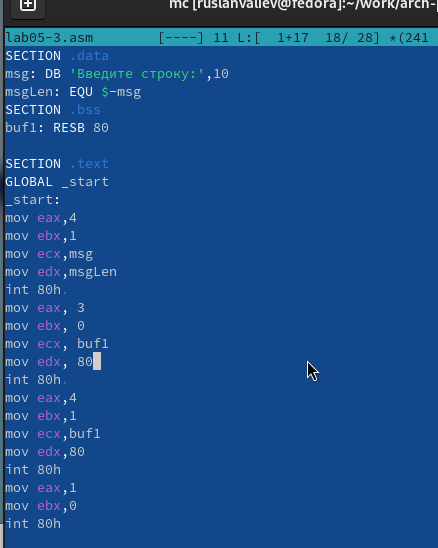 mc [ruslanvaliev@fedora]:~/work/arch-
lab05-3.asm [----] 11 L:[ 1+17 18/ 28] *(241
SECTION .data
msg: DB 'Введите строку:',10
msgLen: EQU $-msg
SECTION .bss
buf1: RESB 80
SECTION .text
GLOBAL _start
_start:
mov eax,4
mov ebx,1
mov ecx,msg
mov edx,msgLen
int 80h.
mov eax, 3
mov ebx, 0
mov ecx, buf1
mov edx, 80
int 80h.
mov eax,4
mov ebx,1
mov ecx,buf1
mov edx,80
int 80h
mov eax,1
mov ebx,0
int 80h